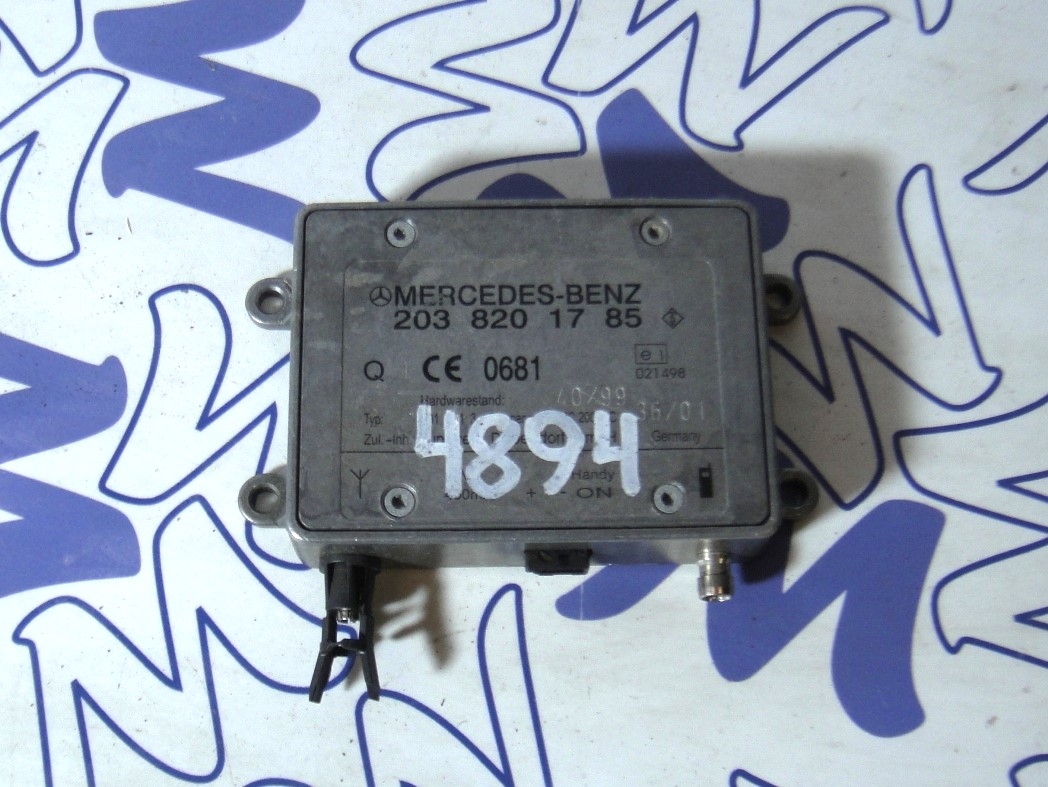 MERCEDES-BENZ
203 820 17 85
Q CE 0681 e1
021498
Hardwarestand: 40/99
Typ: 36/01
4894
Zul. -Inh Germany
Handy
+ - ON